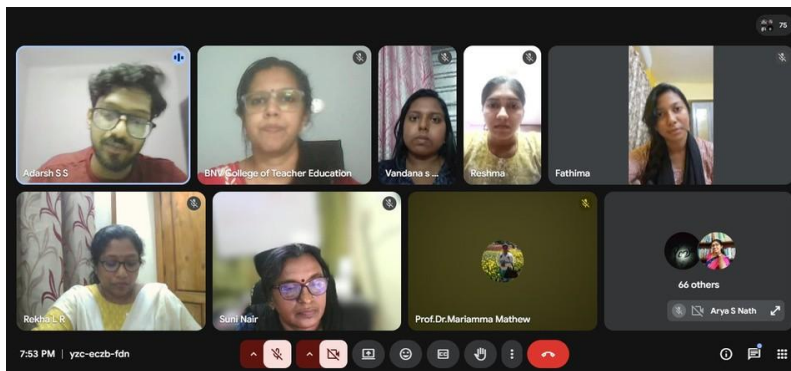 75
Adarsh S S
BNV College of Teacher Education
Vandana s ...
Reshma
Fathima
Rekha L R
Suni Nair
Prof.Dr.Mariamma Mathew
66 others
Arya S Nath
7:53 PM | yzc-eczb-fdn